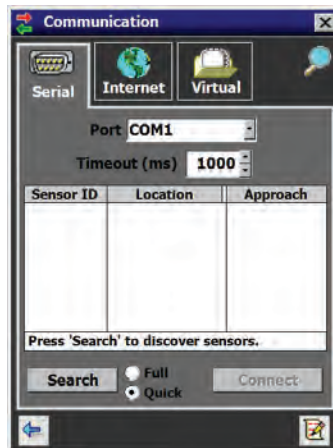 Communication
Serial Internet Virtual
Port COM1
Timeout (ms) 1000
Sensor ID Location Approach
Press 'Search' to discover sensors.
Full
Search Connect
Quick